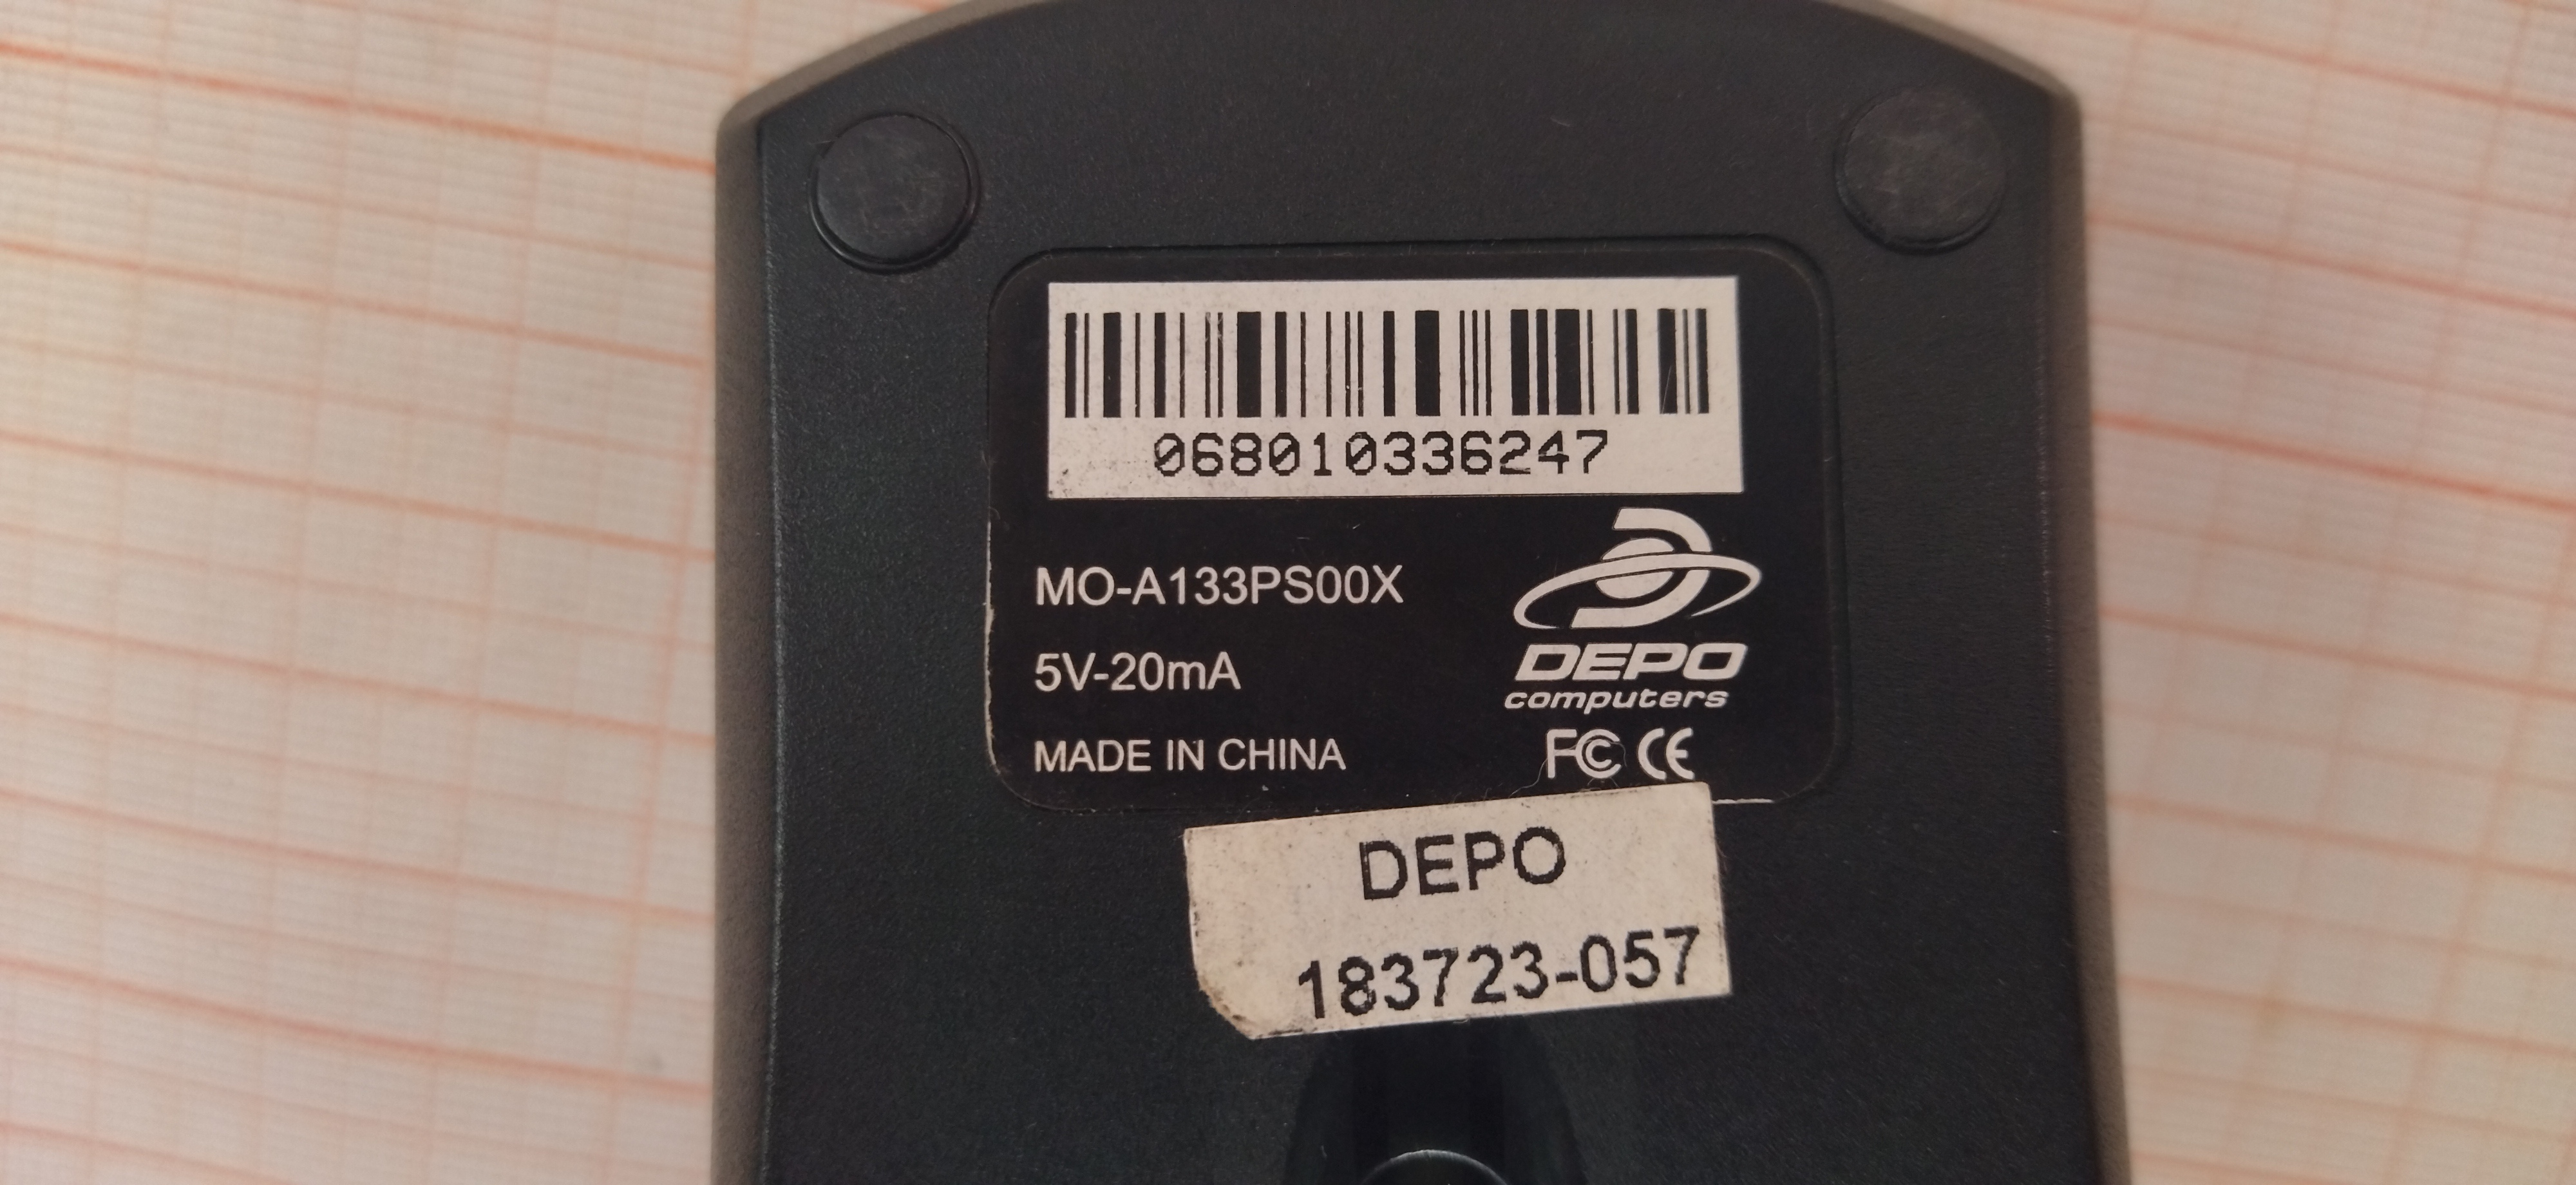 068010336247
MO-A133PS00X
5V-20mA
MADE IN CHINA
DEPO
computers
FC CE
DEPO
183723-057